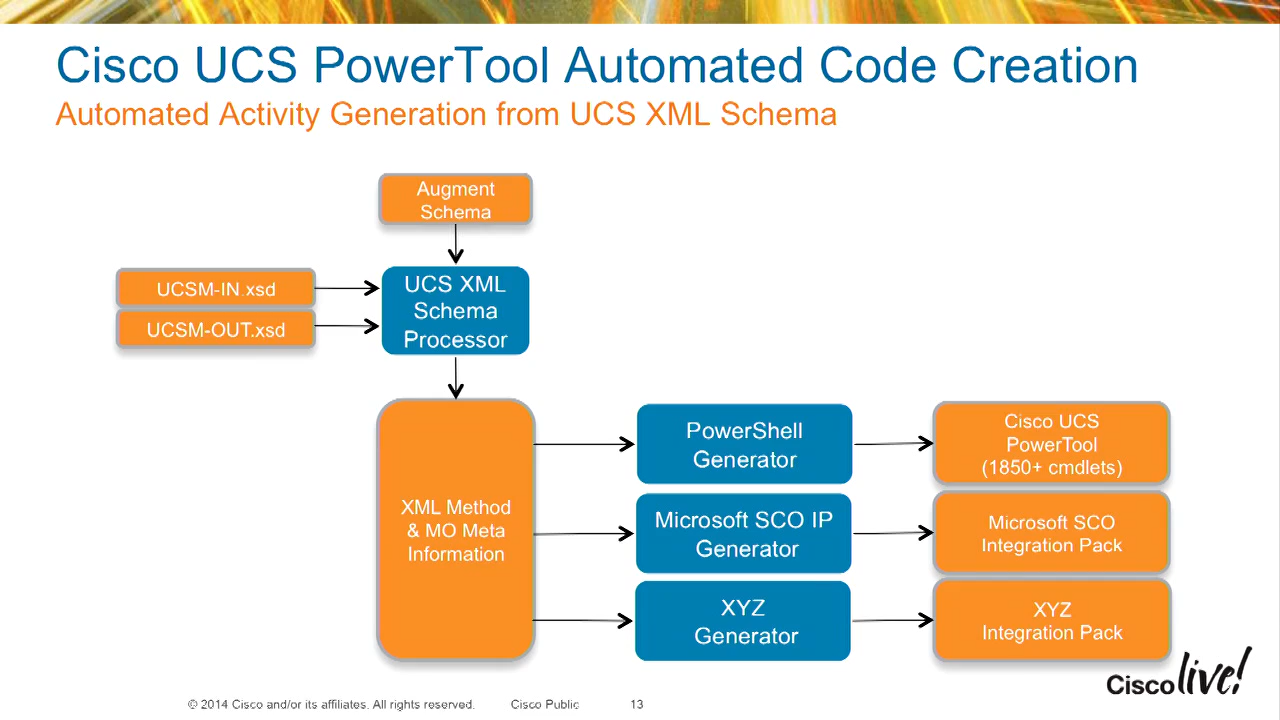 Cisco UCS PowerTool Automated Code Creation
Automated Activity Generation from UCS XML Schema
Augment
Schema
UCSM-IN.xsd
UCSM-OUT.xsd
UCS XML
Schema
Processor
XML Method
& MO Meta
Information
PowerShell
Generator
Cisco UCS
PowerTool
(1850+ cmdlets)
Microsoft SCO IP
Generator
Microsoft SCO
Integration Pack
XYZ
Generator
XYZ
Integration Pack
Cisco live!
© 2014 Cisco and/or its affiliates. All rights reserved.
Cisco Public
13